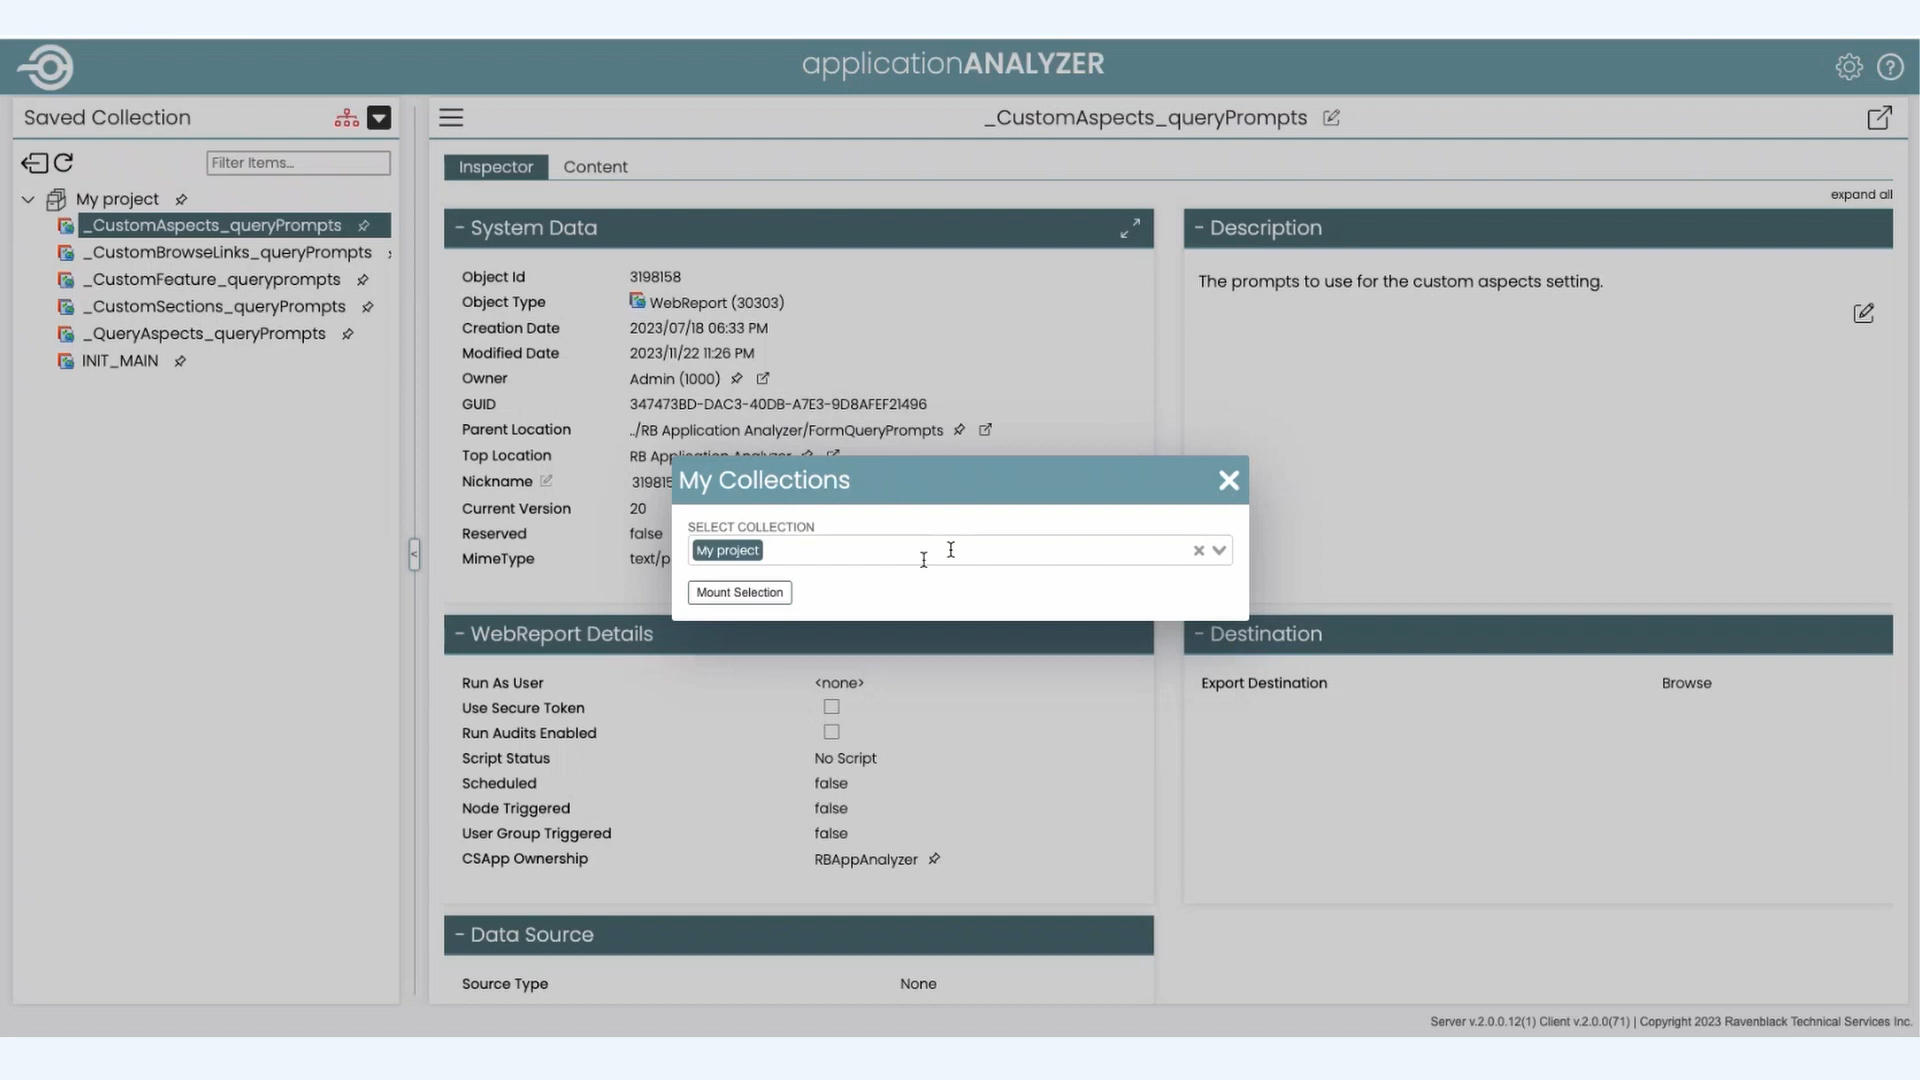 applicationANALYZER
Saved Collection
Filter Items...
My project
_CustomAspects_queryPrompts
_CustomBrowseLinks_queryPrompts
_CustomFeature_queryprompts
_CustomSections_queryPrompts
_QueryAspects_queryPrompts
INIT_MAIN
<
_CustomAspects_queryPrompts
Inspector Content
expand all
- System Data
Object Id 3198158
Object Type WebReport (30303)
Creation Date 2023/07/18 06:33 PM
Modified Date 2023/11/22 11:26 PM
Owner Admin (1000)
GUID 347473BD-DAC3-40DB-A7E3-9D8AFEF21496
Parent Location ../RB Application Analyzer/FormQueryPrompts
Top Location RB Application Analyzer
Nickname 319815
Current Version 20
Reserved false
MimeType text/p
- Description
The prompts to use for the custom aspects setting.
My Collections
SELECT COLLECTION
My project
Mount Selection
- WebReport Details
Run As User <none>
Use Secure Token
Run Audits Enabled
Script Status No Script
Scheduled false
Node Triggered false
User Group Triggered false
CSApp Ownership RBAppAnalyzer
- Destination
Export Destination Browse
- Data Source
Source Type None
Server v.2.0.0.12(1) Client v.2.0.0(71) | Copyright 2023 Ravenblack Technical Services Inc.